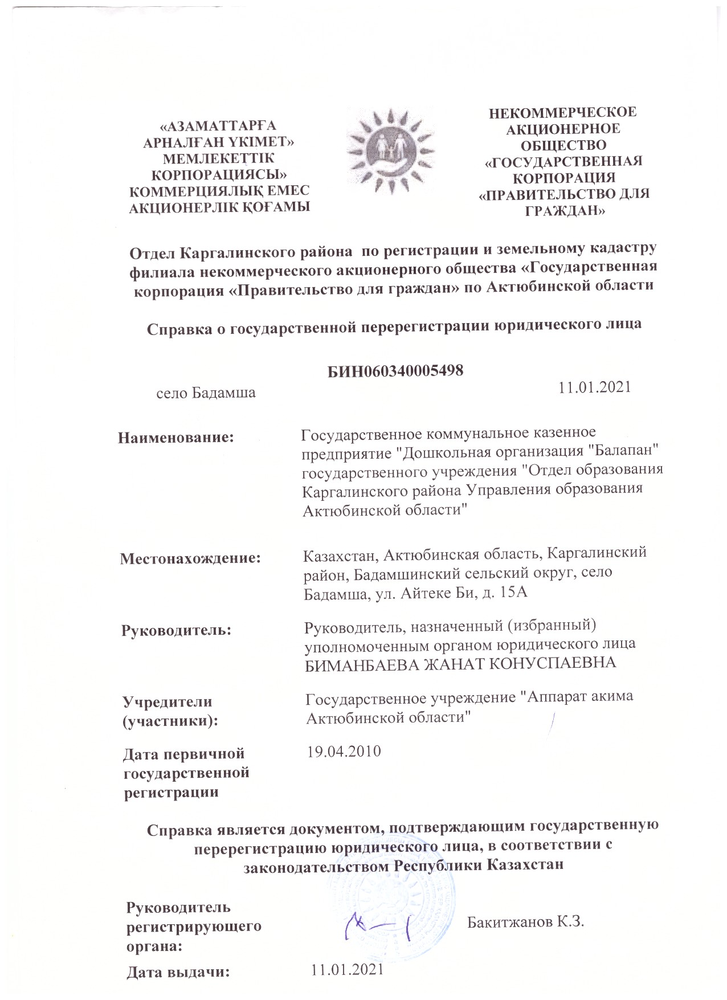 «АЗАМАТТАРҒА
АРНАЛҒАН ҮКІМЕТ»
МЕМЛЕКЕТТІК
КОРПОРАЦИЯСЫ»
КОММЕРЦИЯЛЫҚ ЕМЕС
АКЦИОНЕРЛІК ҚОҒАМЫ
НЕКОММЕРЧЕСКОЕ
АКЦИОНЕРНОЕ
ОБЩЕСТВО
«ГОСУДАРСТВЕННАЯ
КОРПОРАЦИЯ
«ПРАВИТЕЛЬСТВО ДЛЯ
ГРАЖДАН»
Отдел Каргалинского района по регистрации и земельному кадастру
филиала некоммерческого акционерного общества «Государственная
корпорация «Правительство для граждан» по Актюбинской области
Справка о государственной перерегистрации юридического лица
БИН060340005498
село Бадамша 11.01.2021
Наименование: Государственное коммунальное казенное
предприятие "Дошкольная организация "Балапан"
государственного учреждения "Отдел образования
Каргалинского района Управления образования
Актюбинской области"
Местонахождение: Казахстан, Актюбинская область, Каргалинский
район, Бадамшинский сельский округ, село
Бадамша, ул. Айтеке Би, д. 15А
Руководитель: Руководитель, назначенный (избранный)
уполномоченным органом юридического лица
БИМАНБАЕВА ЖАНАТ КОНУСПАЕВНА
Учредители Государственное учреждение "Аппарат акима
(участники): Актюбинской области"
Дата первичной 19.04.2010
государственной
регистрации
Справка является документом, подтверждающим государственную
перерегистрацию юридического лица, в соответствии с
законодательством Республики Казахстан
Руководитель
регистрирующего Бакитжанов К.З.
органа:
Дата выдачи: 11.01.2021